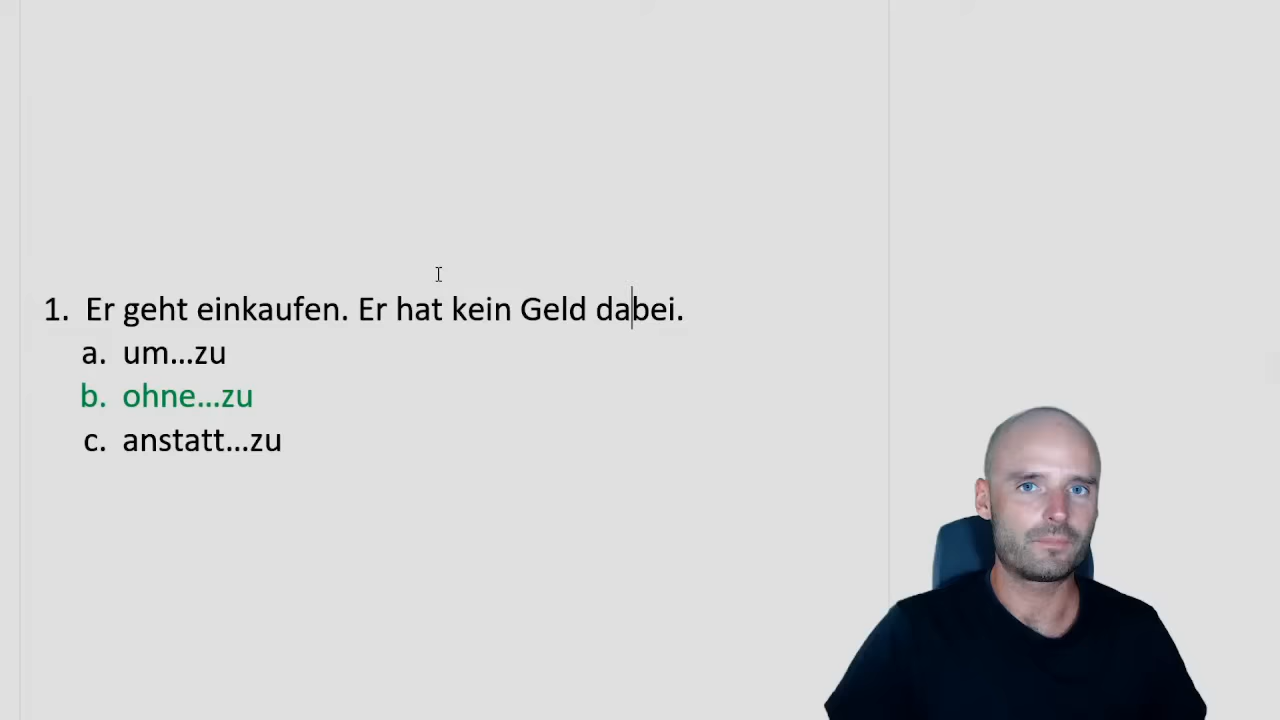 1. Er geht einkaufen. Er hat kein Geld dabei.
a. um...zu
b. ohne...zu
c. anstatt...zu